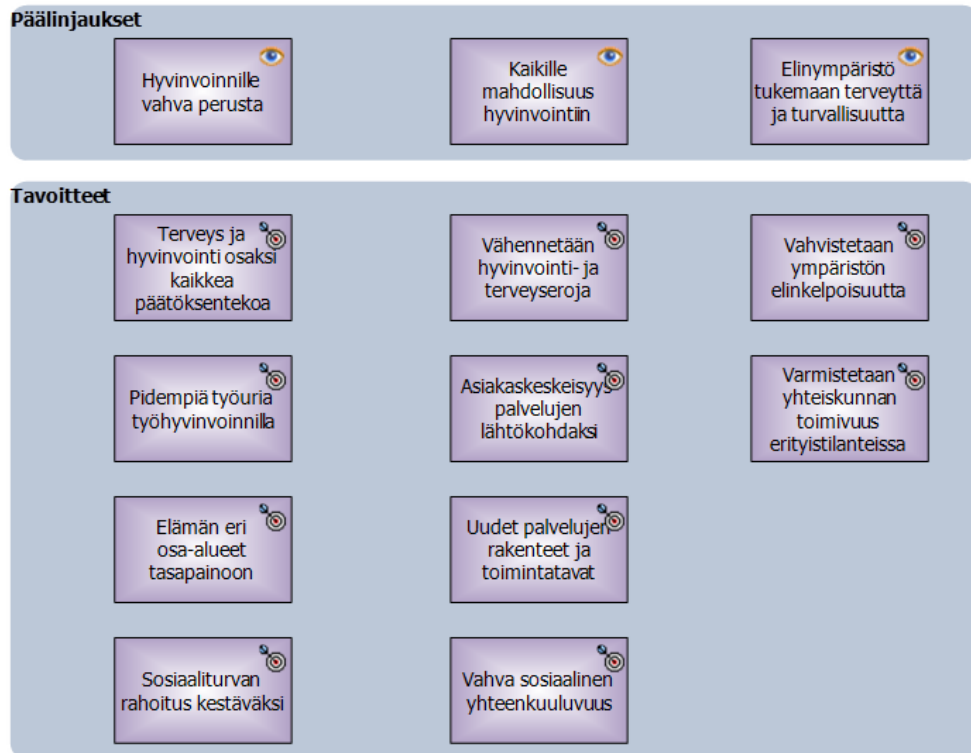 Päälinjaukset
Hyvinvoinnille
vahva perusta
Kaikille
mahdollisuus
hyvinvointiin
Elinympäristö
tukemaan terveyttä
ja turvallisuutta
Tavoitteet
Terveys ja
hyvinvointi osaksi
kaikkea
päätöksentekoa
Vähennetään
hyvinvointi- ja
terveyseroja
Vahvistetaan
ympäristön
elinkelpoisuutta
Pidempiä työuria
työhyvinvoinnilla
Asiakaskeskeisyys
palvelujen
lähtökohdaksi
Varmistetaan
yhteiskunnan
toimivuus
erityistilanteissa
Elämän eri
osa-alueet
tasapainoon
Uudet palvelujen
rakenteet ja
toimintatavat
Sosiaaliturvan
rahoitus kestäväksi
Vahva sosiaalinen
yhteenkuuluvuus